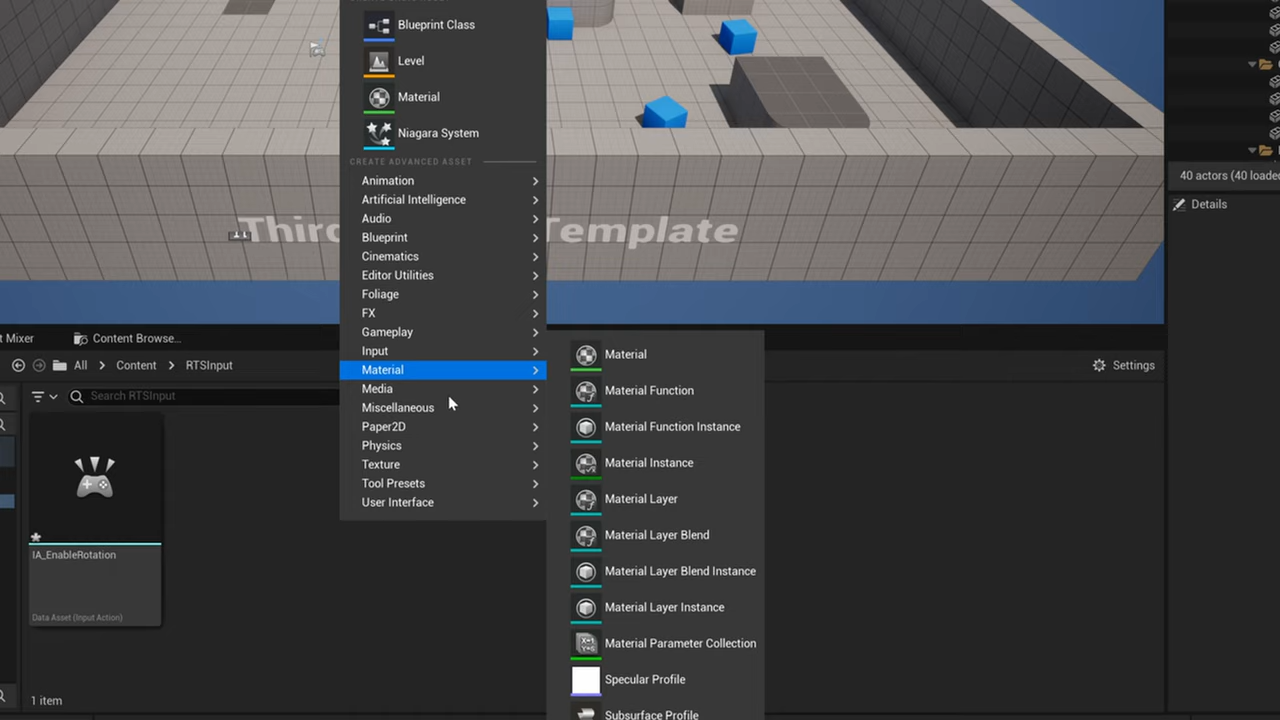 Blueprint Class
Level
Material
Niagara System
CREATE ADVANCED ASSET
Animation
Artificial Intelligence
Audio
Blueprint
Cinematics
Editor Utilities
Foliage
FX
Gameplay
Input
Material
Media
Miscellaneous
Paper2D
Physics
Texture
Tool Presets
User Interface
Material
Material Function
Material Function Instance
Material Instance
Material Layer
Material Layer Blend
Material Layer Blend Instance
Material Layer Instance
Material Parameter Collection
Specular Profile
Subsurface Profile
Template
40 actors (40 loade
Details
t Mixer
Content Browse...
All
Content
RTSInput
Settings
Search RTSInput
IA_EnableRotation
Data Asset (Input Action)
1 item